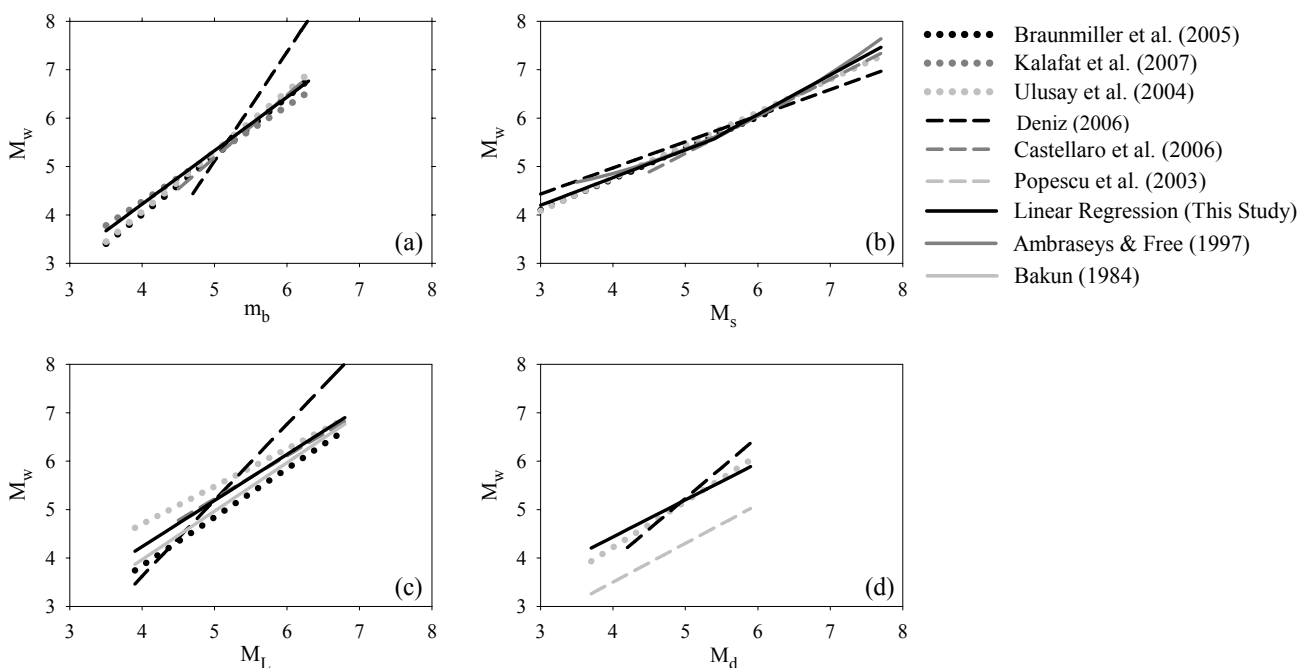 8
7
6
5
4
3
M_w
3 4 5 6 7 8
m_b
(a)
8
7
6
5
4
3
M_w
3 4 5 6 7 8
M_s
(b)
Braunmiller et al. (2005)
Kalafat et al. (2007)
Ulusay et al. (2004)
Deniz (2006)
Castellaro et al. (2006)
Popescu et al. (2003)
Linear Regression (This Study)
Ambraseys & Free (1997)
Bakun (1984)
8
7
6
5
4
3
M_w
3 4 5 6 7 8
M_L
(c)
8
7
6
5
4
3
M_w
3 4 5 6 7 8
M_d
(d)